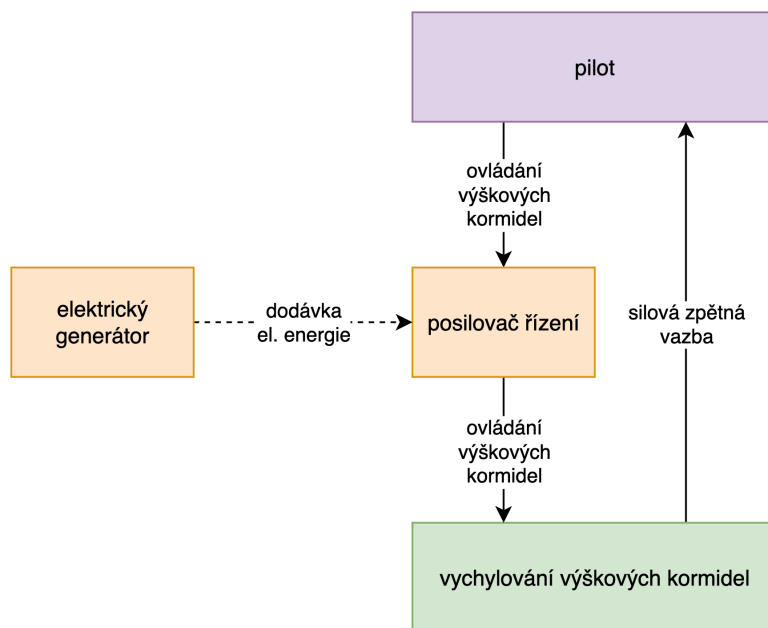 pilot
ovládání
výškových
kormidel
elektrický
generátor
dodávka
el. energie
posilovač řízení
silová zpětná
vazba
ovládání
výškových
kormidel
vychylování výškových kormidel